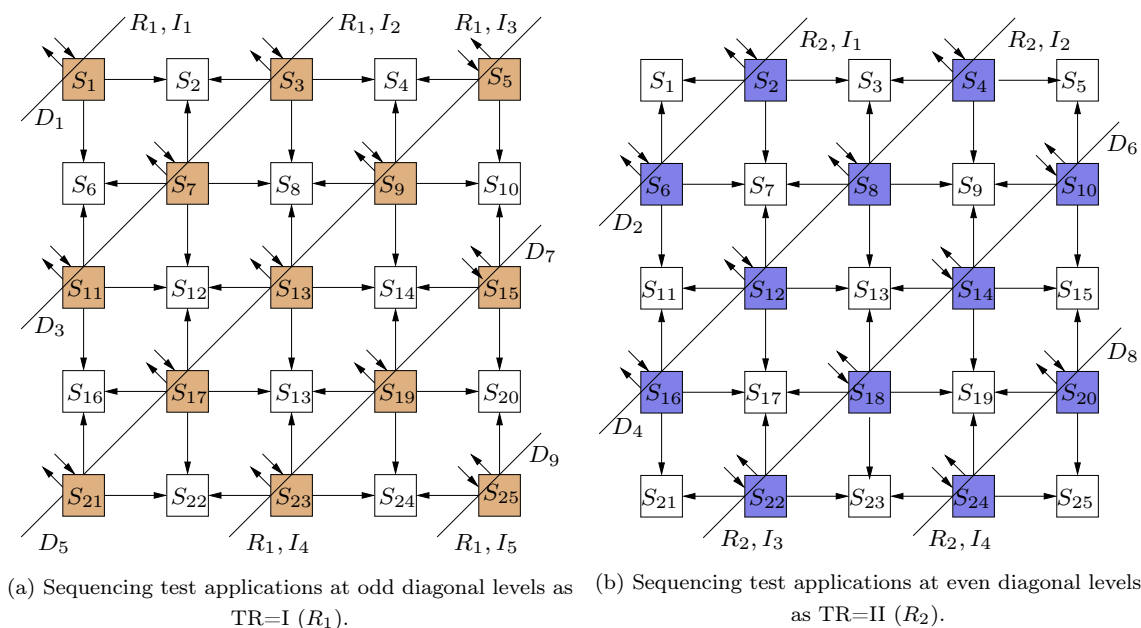 R1, I1 R1, I2 R1, I3
S1 S2 S3 S4 S5
D1
S6 S7 S8 S9 S10
D7
S11 S12 S13 S14 S15
D3
S16 S17 S13 S19 S20
D9
S21 S22 S23 S24 S25
D5 R1, I4 R1, I5
(a) Sequencing test applications at odd diagonal levels as
TR=I (R1).
R2, I1 R2, I2
S1 S2 S3 S4 S5
D6
S6 S7 S8 S9 S10
D2
S11 S12 S13 S14 S15
D8
S16 S17 S18 S19 S20
D4
S21 S22 S23 S24 S25
R2, I3 R2, I4
(b) Sequencing test applications at even diagonal levels
as TR=II (R2).